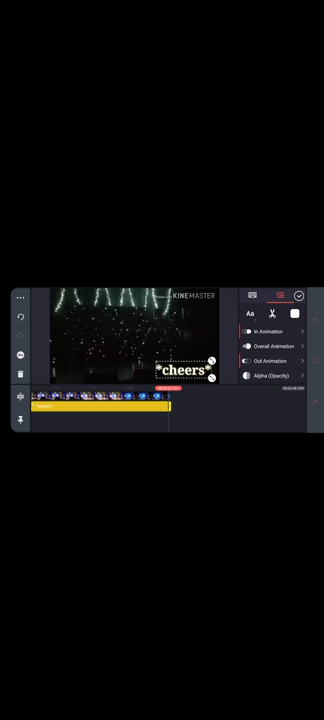 KINEMASTER
*cheers*
Aa
In Animation
Overall Animation
Out Animation
Alpha (Opacity)